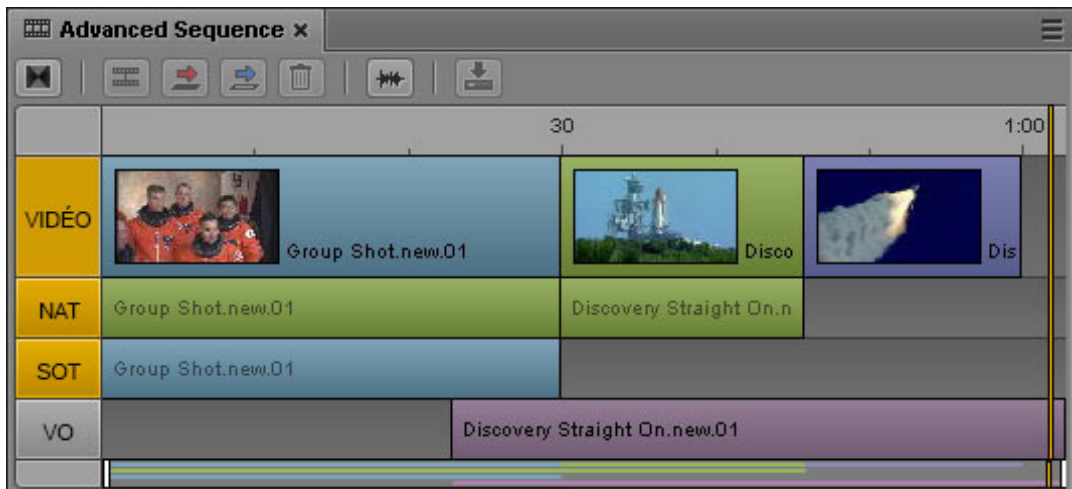 Advanced Sequence ×
30 1:00
VIDÉO Group Shot.new.01 Disco Dis
NAT Group Shot.new.01 Discovery Straight On.n
SOT Group Shot.new.01
VO Discovery Straight On.new.01